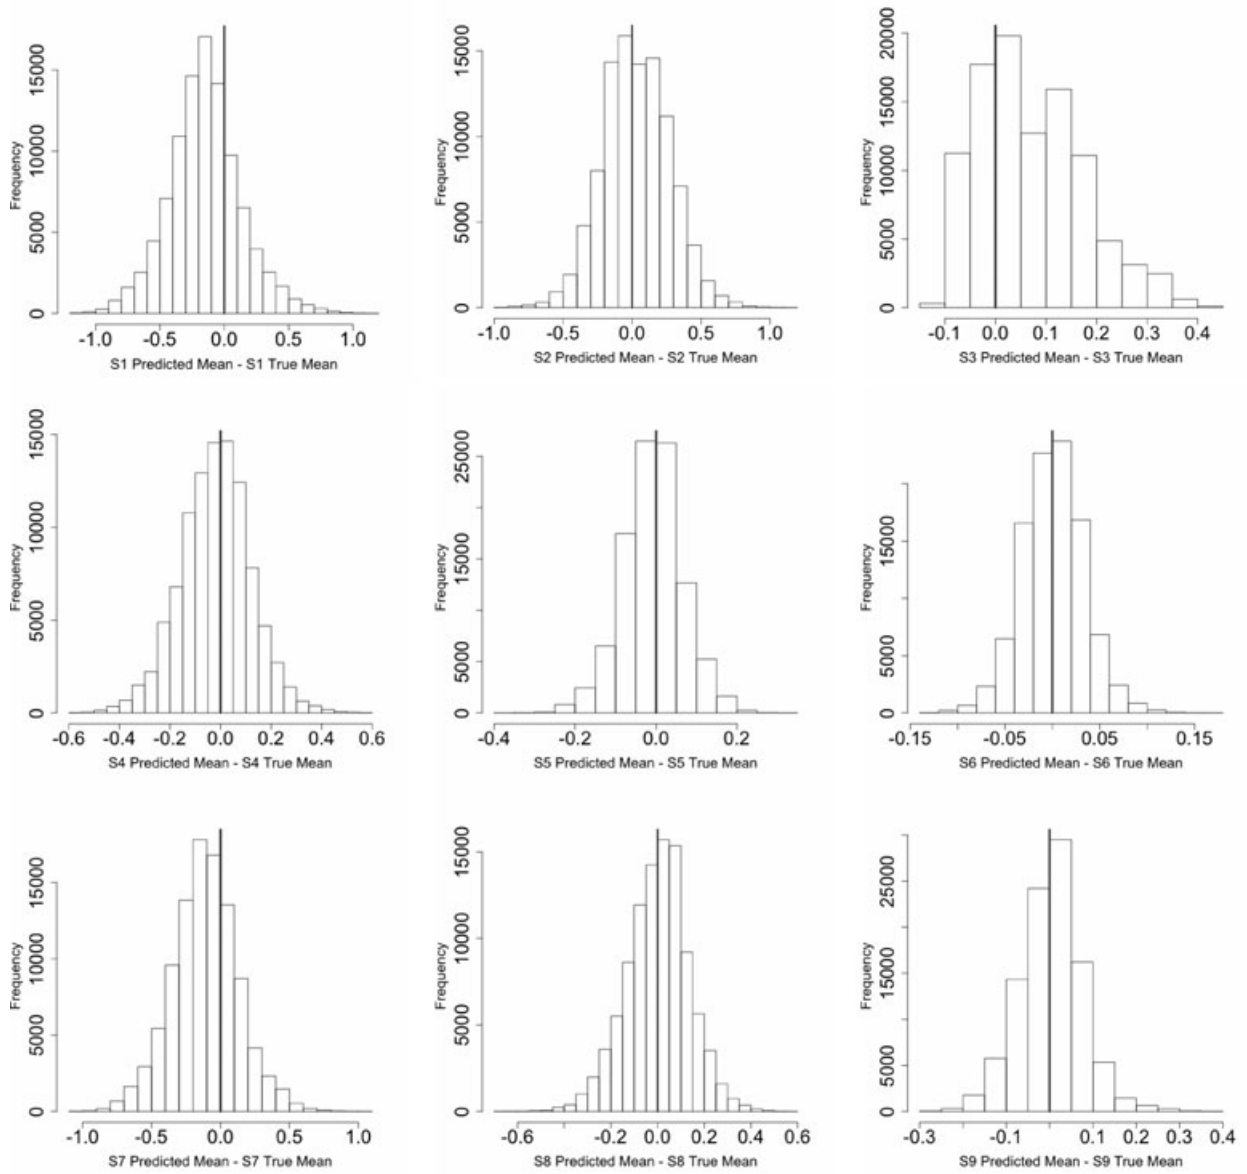 Frequency
0 5000 10000 15000
-1.0 -0.5 0.0 0.5 1.0
S1 Predicted Mean - S1 True Mean
Frequency
0 5000 10000 15000
-1.0 -0.5 0.0 0.5 1.0
S2 Predicted Mean - S2 True Mean
Frequency
0 5000 10000 15000 20000
-0.1 0.0 0.1 0.2 0.3 0.4
S3 Predicted Mean - S3 True Mean
Frequency
0 5000 10000 15000
-0.6 -0.4 -0.2 0.0 0.2 0.4 0.6
S4 Predicted Mean - S4 True Mean
Frequency
0 5000 15000 25000
-0.4 -0.2 0.0 0.2
S5 Predicted Mean - S5 True Mean
Frequency
0 5000 15000
-0.15 -0.05 0.05 0.15
S6 Predicted Mean - S6 True Mean
Frequency
0 5000 10000 15000
-1.0 -0.5 0.0 0.5 1.0
S7 Predicted Mean - S7 True Mean
Frequency
0 5000 10000 15000
-0.6 -0.2 0.0 0.2 0.4 0.6
S8 Predicted Mean - S8 True Mean
Frequency
0 5000 15000 25000
-0.3 -0.1 0.1 0.2 0.3 0.4
S9 Predicted Mean - S9 True Mean